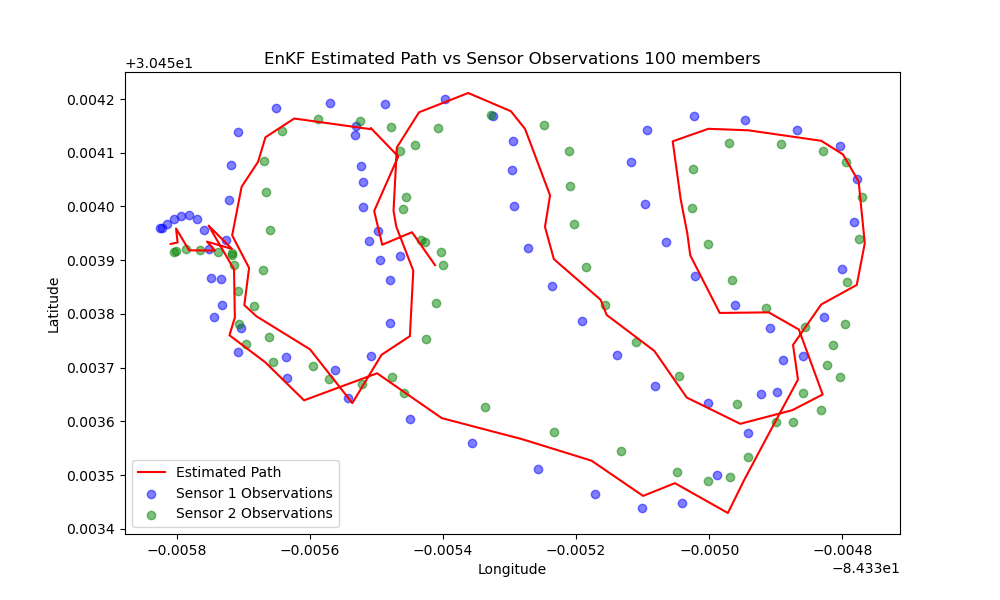 EnKF Estimated Path vs Sensor Observations 100 members
+3.045e1
0.0042
0.0041
0.0040
0.0039
0.0038
0.0037
0.0036
0.0035
0.0034
Latitude
Estimated Path
Sensor 1 Observations
Sensor 2 Observations
−0.0058 −0.0056 −0.0054 −0.0052 −0.0050 −0.0048
Longitude
−8.433e1